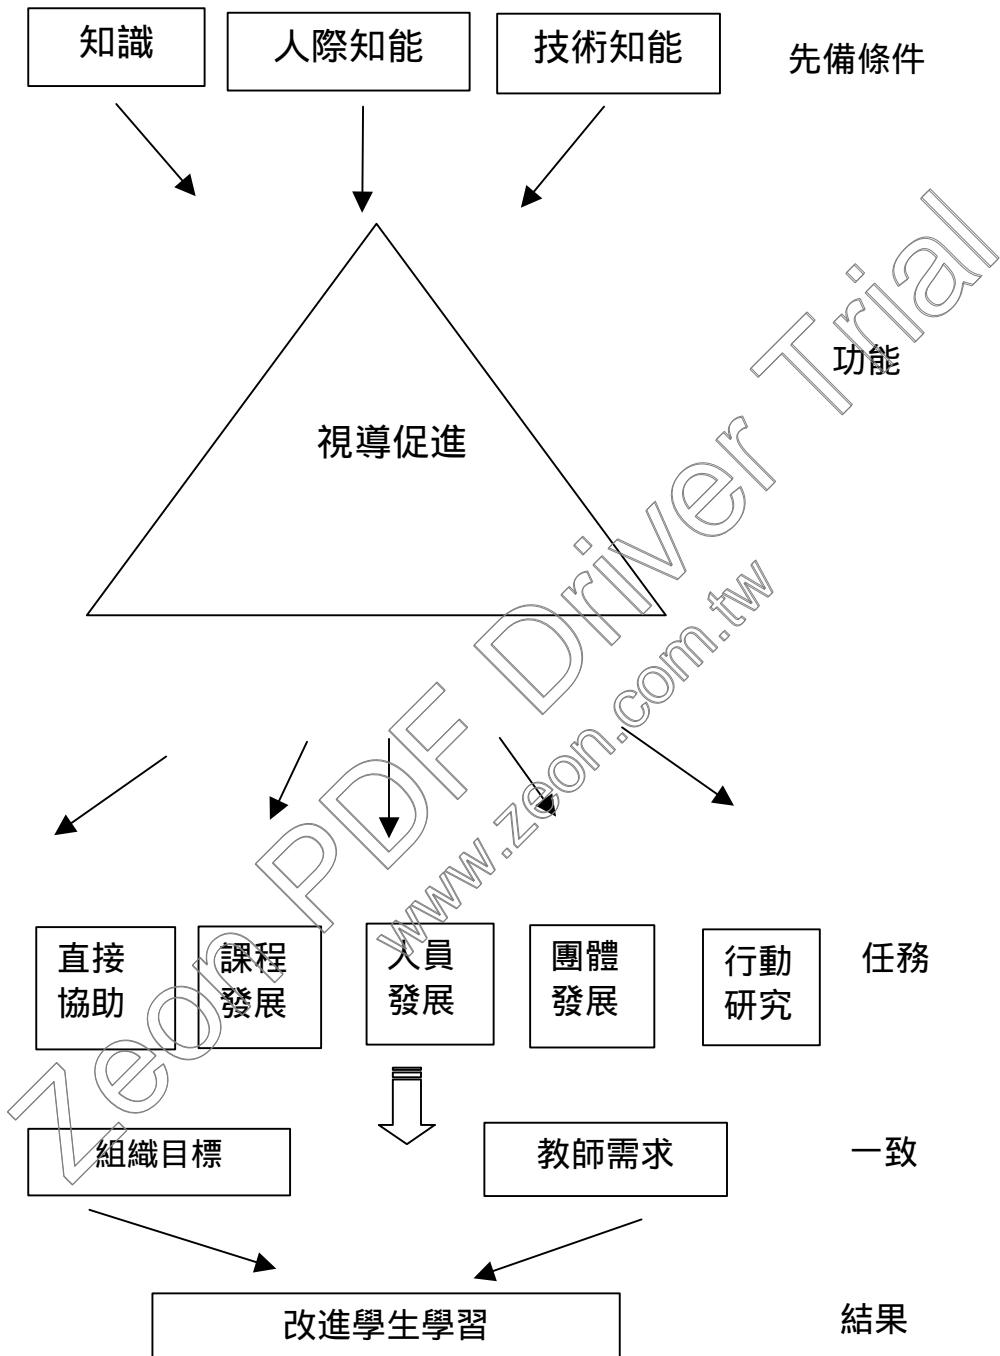 知識 人際知能 技術知能 先備條件
功能
視導促進
直接
協助
課程
發展
人員
發展
團體
發展
行動
研究
任務
組織目標 教師需求 一致
改進學生學習 結果
Zeon PDF Driver Trial
www.zeon.com.tw